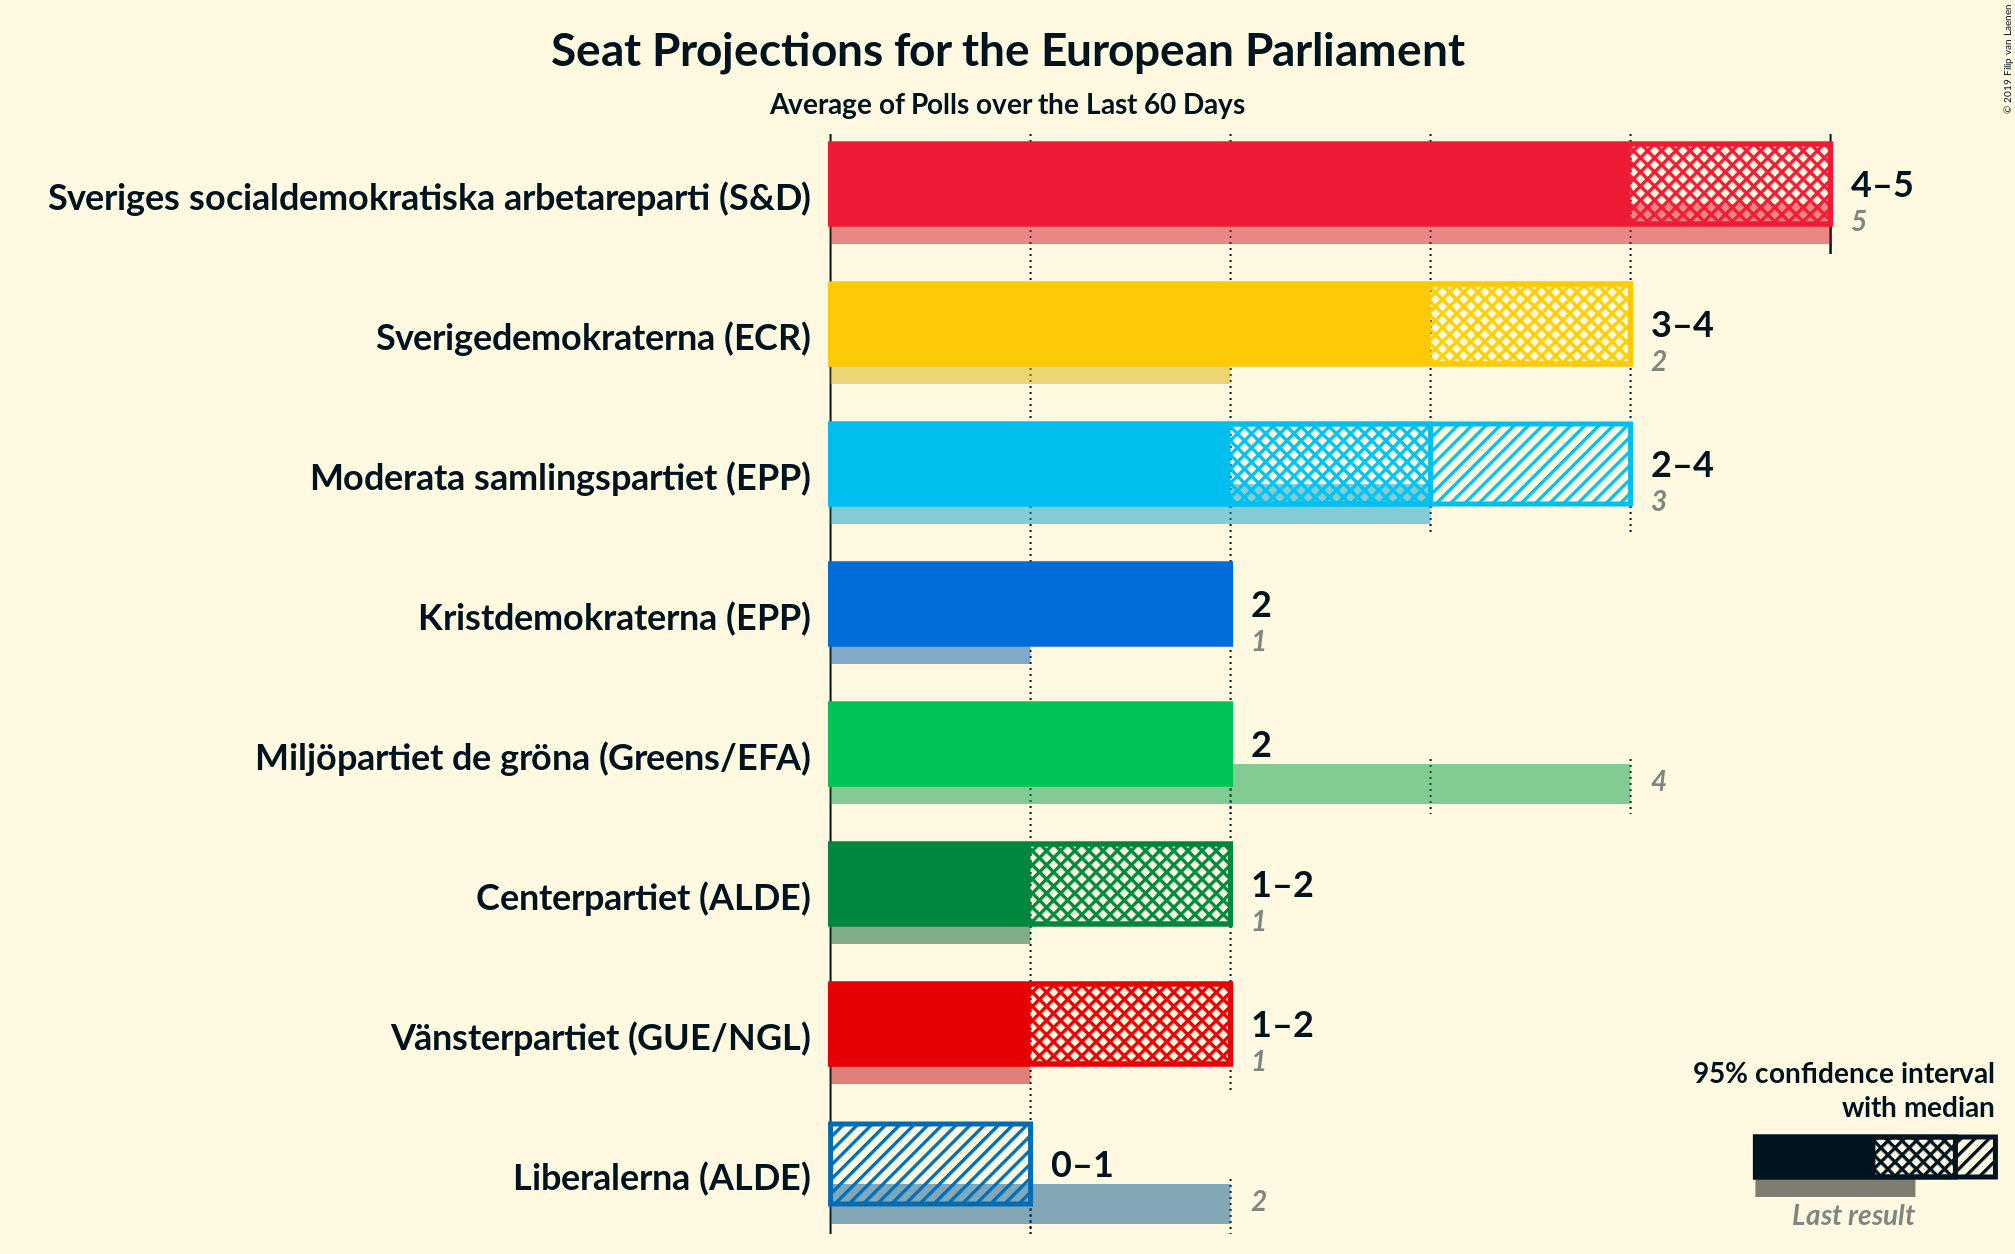 Seat Projections for the European Parliament
Average of Polls over the Last 60 Days
© 2019 Filip van Laenen
Sveriges socialdemokratiska arbetareparti (S&D)
4–5
5
Sverigedemokraterna (ECR)
3–4
2
Moderata samlingspartiet (EPP)
2–4
3
Kristdemokraterna (EPP)
2
1
Miljöpartiet de gröna (Greens/EFA)
2
4
Centerpartiet (ALDE)
1–2
1
Vänsterpartiet (GUE/NGL)
1–2
1
Liberalerna (ALDE)
0–1
2
95% confidence interval
with median
Last result